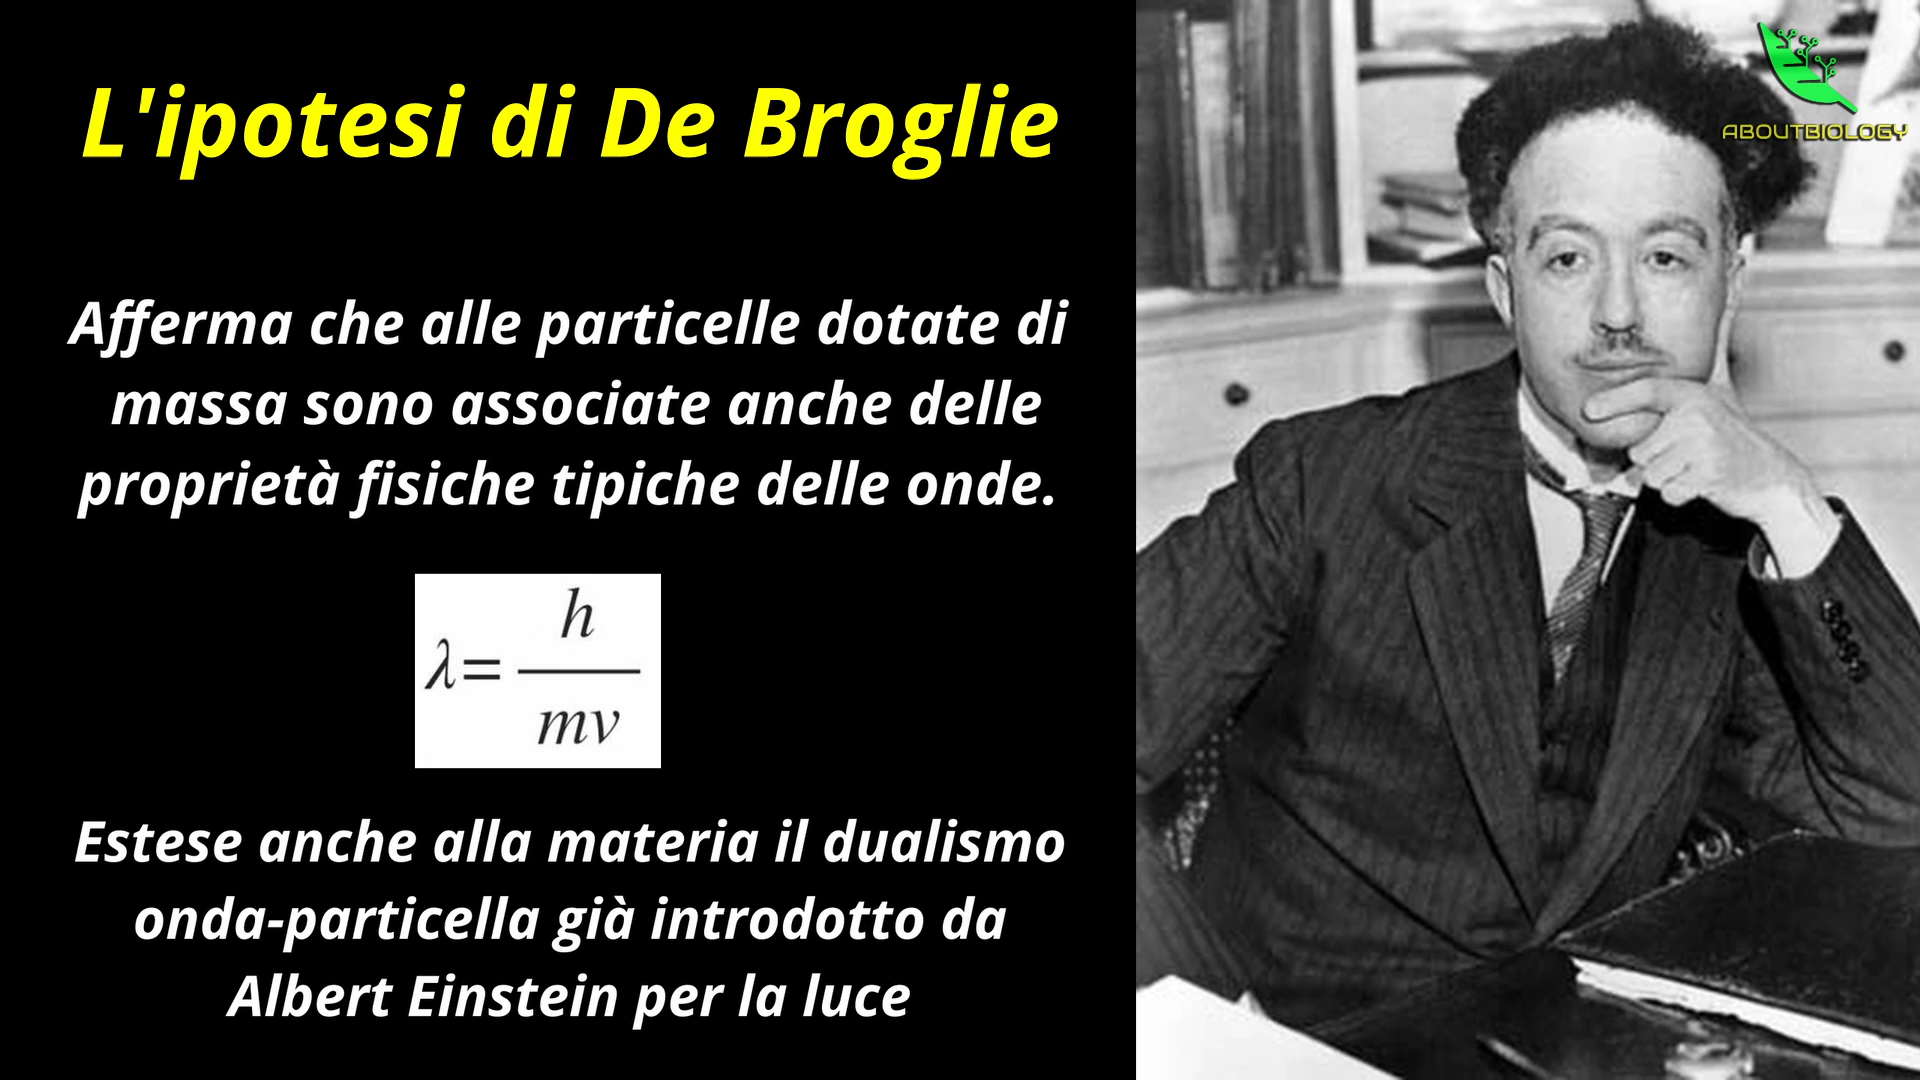 L'ipotesi di De Broglie
ABOUTBIOLOGY
Afferma che alle particelle dotate di
massa sono associate anche delle
proprietà fisiche tipiche delle onde.
λ= h
mv
Estese anche alla materia il dualismo
onda-particella già introdotto da
Albert Einstein per la luce